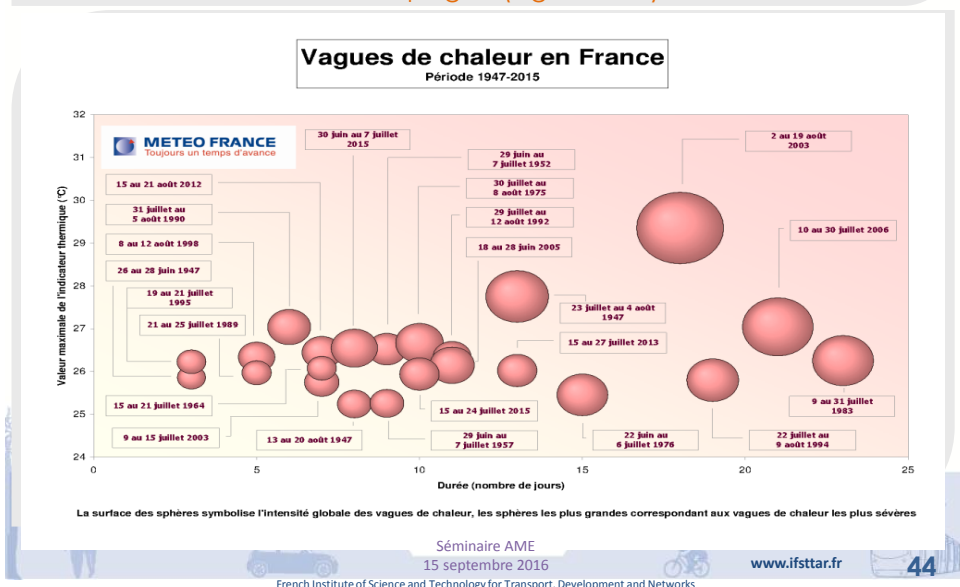 Vagues de chaleur en France
Période 1947-2015
Valeur maximale de l'indicateur thermique (°C)
32
31
30
29
28
27
26
25
24
METEO FRANCE
Toujours un temps d'avance
30 juin au 7 juillet
2015
2 au 19 août
2003
29 juin au
7 juillet 1952
15 au 21 août 2012
30 juillet au
8 août 1975
31 juillet au
5 août 1990
29 juillet au
12 août 1992
10 au 30 juillet 2006
8 au 12 août 1998
18 au 28 juin 2005
26 au 28 juin 1947
19 au 21 juillet
1995
23 juillet au 4 août
1947
21 au 25 juillet 1989
15 au 27 juillet 2013
15 au 21 juillet 1964
15 au 24 juillet 2015
9 au 31 juillet
1983
9 au 15 juillet 2003
13 au 20 août 1947
29 juin au
7 juillet 1957
22 juin au
6 juillet 1976
22 juillet au
9 août 1994
0
5
10
15
20
25
Durée (nombre de jours)
La surface des sphères symbolise l'intensité globale des vagues de chaleur, les sphères les plus grandes correspondant aux vagues de chaleur les plus sévères
Séminaire AME
15 septembre 2016
www.ifsttar.fr
44
French Institute of Science and Technology for Transport, Development and Networks